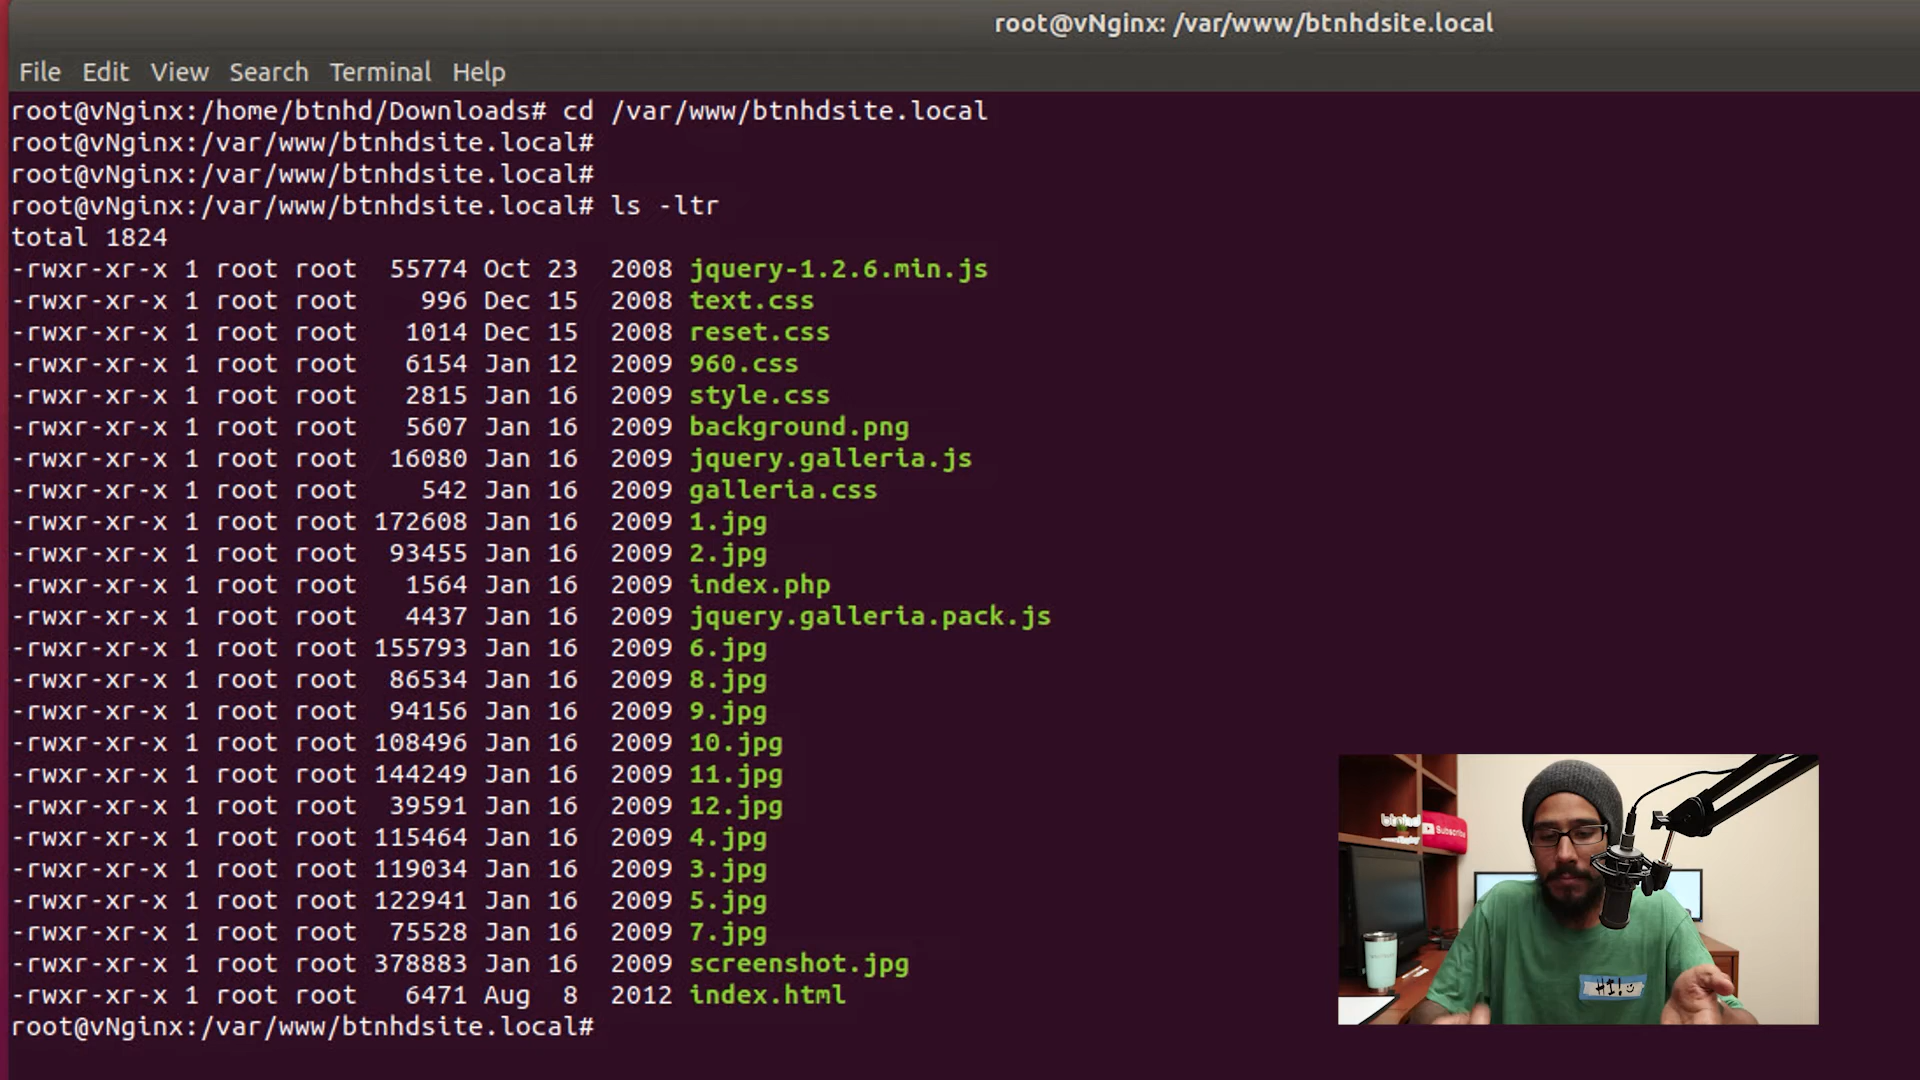 root@vNginx: /var/www/btnhdsite.local
File Edit View Search Terminal Help
root@vNginx:/home/btnhd/Downloads# cd /var/www/btnhdsite.local
root@vNginx:/var/www/btnhdsite.local#
root@vNginx:/var/www/btnhdsite.local#
root@vNginx:/var/www/btnhdsite.local# ls -ltr
total 1824
-rwxr-xr-x 1 root root  55774 Oct 23  2008 jquery-1.2.6.min.js
-rwxr-xr-x 1 root root    996 Dec 15  2008 text.css
-rwxr-xr-x 1 root root   1014 Dec 15  2008 reset.css
-rwxr-xr-x 1 root root   6154 Jan 12  2009 960.css
-rwxr-xr-x 1 root root   2815 Jan 16  2009 style.css
-rwxr-xr-x 1 root root   5607 Jan 16  2009 background.png
-rwxr-xr-x 1 root root  16080 Jan 16  2009 jquery.galleria.js
-rwxr-xr-x 1 root root    542 Jan 16  2009 galleria.css
-rwxr-xr-x 1 root root 172608 Jan 16  2009 1.jpg
-rwxr-xr-x 1 root root  93455 Jan 16  2009 2.jpg
-rwxr-xr-x 1 root root   1564 Jan 16  2009 index.php
-rwxr-xr-x 1 root root   4437 Jan 16  2009 jquery.galleria.pack.js
-rwxr-xr-x 1 root root 155793 Jan 16  2009 6.jpg
-rwxr-xr-x 1 root root  86534 Jan 16  2009 8.jpg
-rwxr-xr-x 1 root root  94156 Jan 16  2009 9.jpg
-rwxr-xr-x 1 root root 108496 Jan 16  2009 10.jpg
-rwxr-xr-x 1 root root 144249 Jan 16  2009 11.jpg
-rwxr-xr-x 1 root root  39591 Jan 16  2009 12.jpg
-rwxr-xr-x 1 root root 115464 Jan 16  2009 4.jpg
-rwxr-xr-x 1 root root 119034 Jan 16  2009 3.jpg
-rwxr-xr-x 1 root root 122941 Jan 16  2009 5.jpg
-rwxr-xr-x 1 root root  75528 Jan 16  2009 7.jpg
-rwxr-xr-x 1 root root 378883 Jan 16  2009 screenshot.jpg
-rwxr-xr-x 1 root root   6471 Aug  8  2012 index.html
root@vNginx:/var/www/btnhdsite.local#
btnhd
Subscribe
HI!